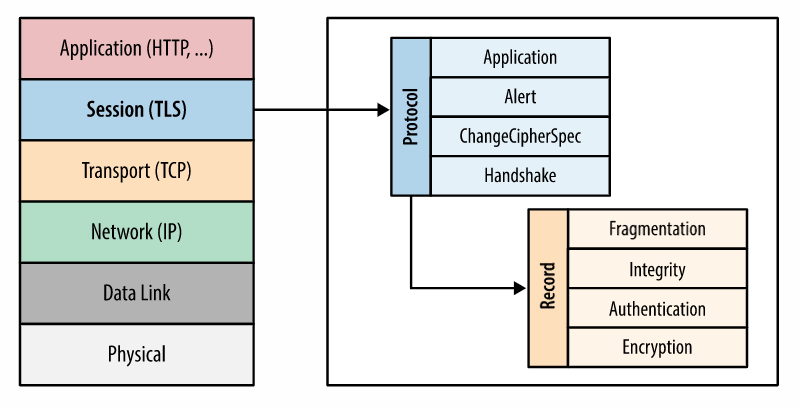 Application (HTTP, ...)
Session (TLS)
Transport (TCP)
Network (IP)
Data Link
Physical
Protocol
Application
Alert
ChangeCipherSpec
Handshake
Record
Fragmentation
Integrity
Authentication
Encryption